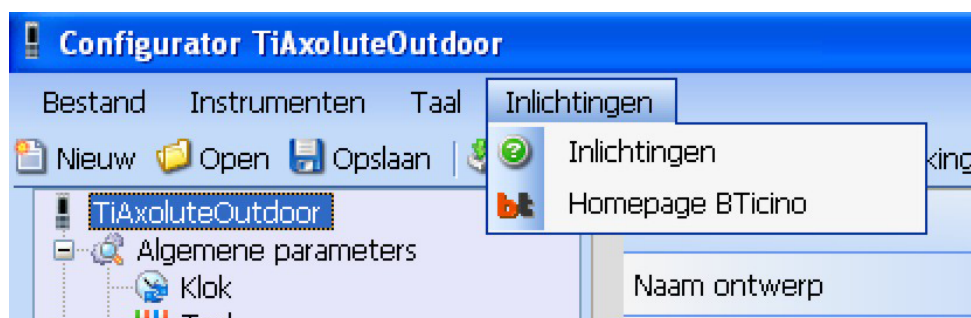 Configurator TiAxoluteOutdoor
Bestand Instrumenten Taal Inlichtingen
Nieuw Open Opslaan
Inlichtingen
Homepage BTicino
TiAxoluteOutdoor
Algemene parameters
Klok
Naam ontwerp